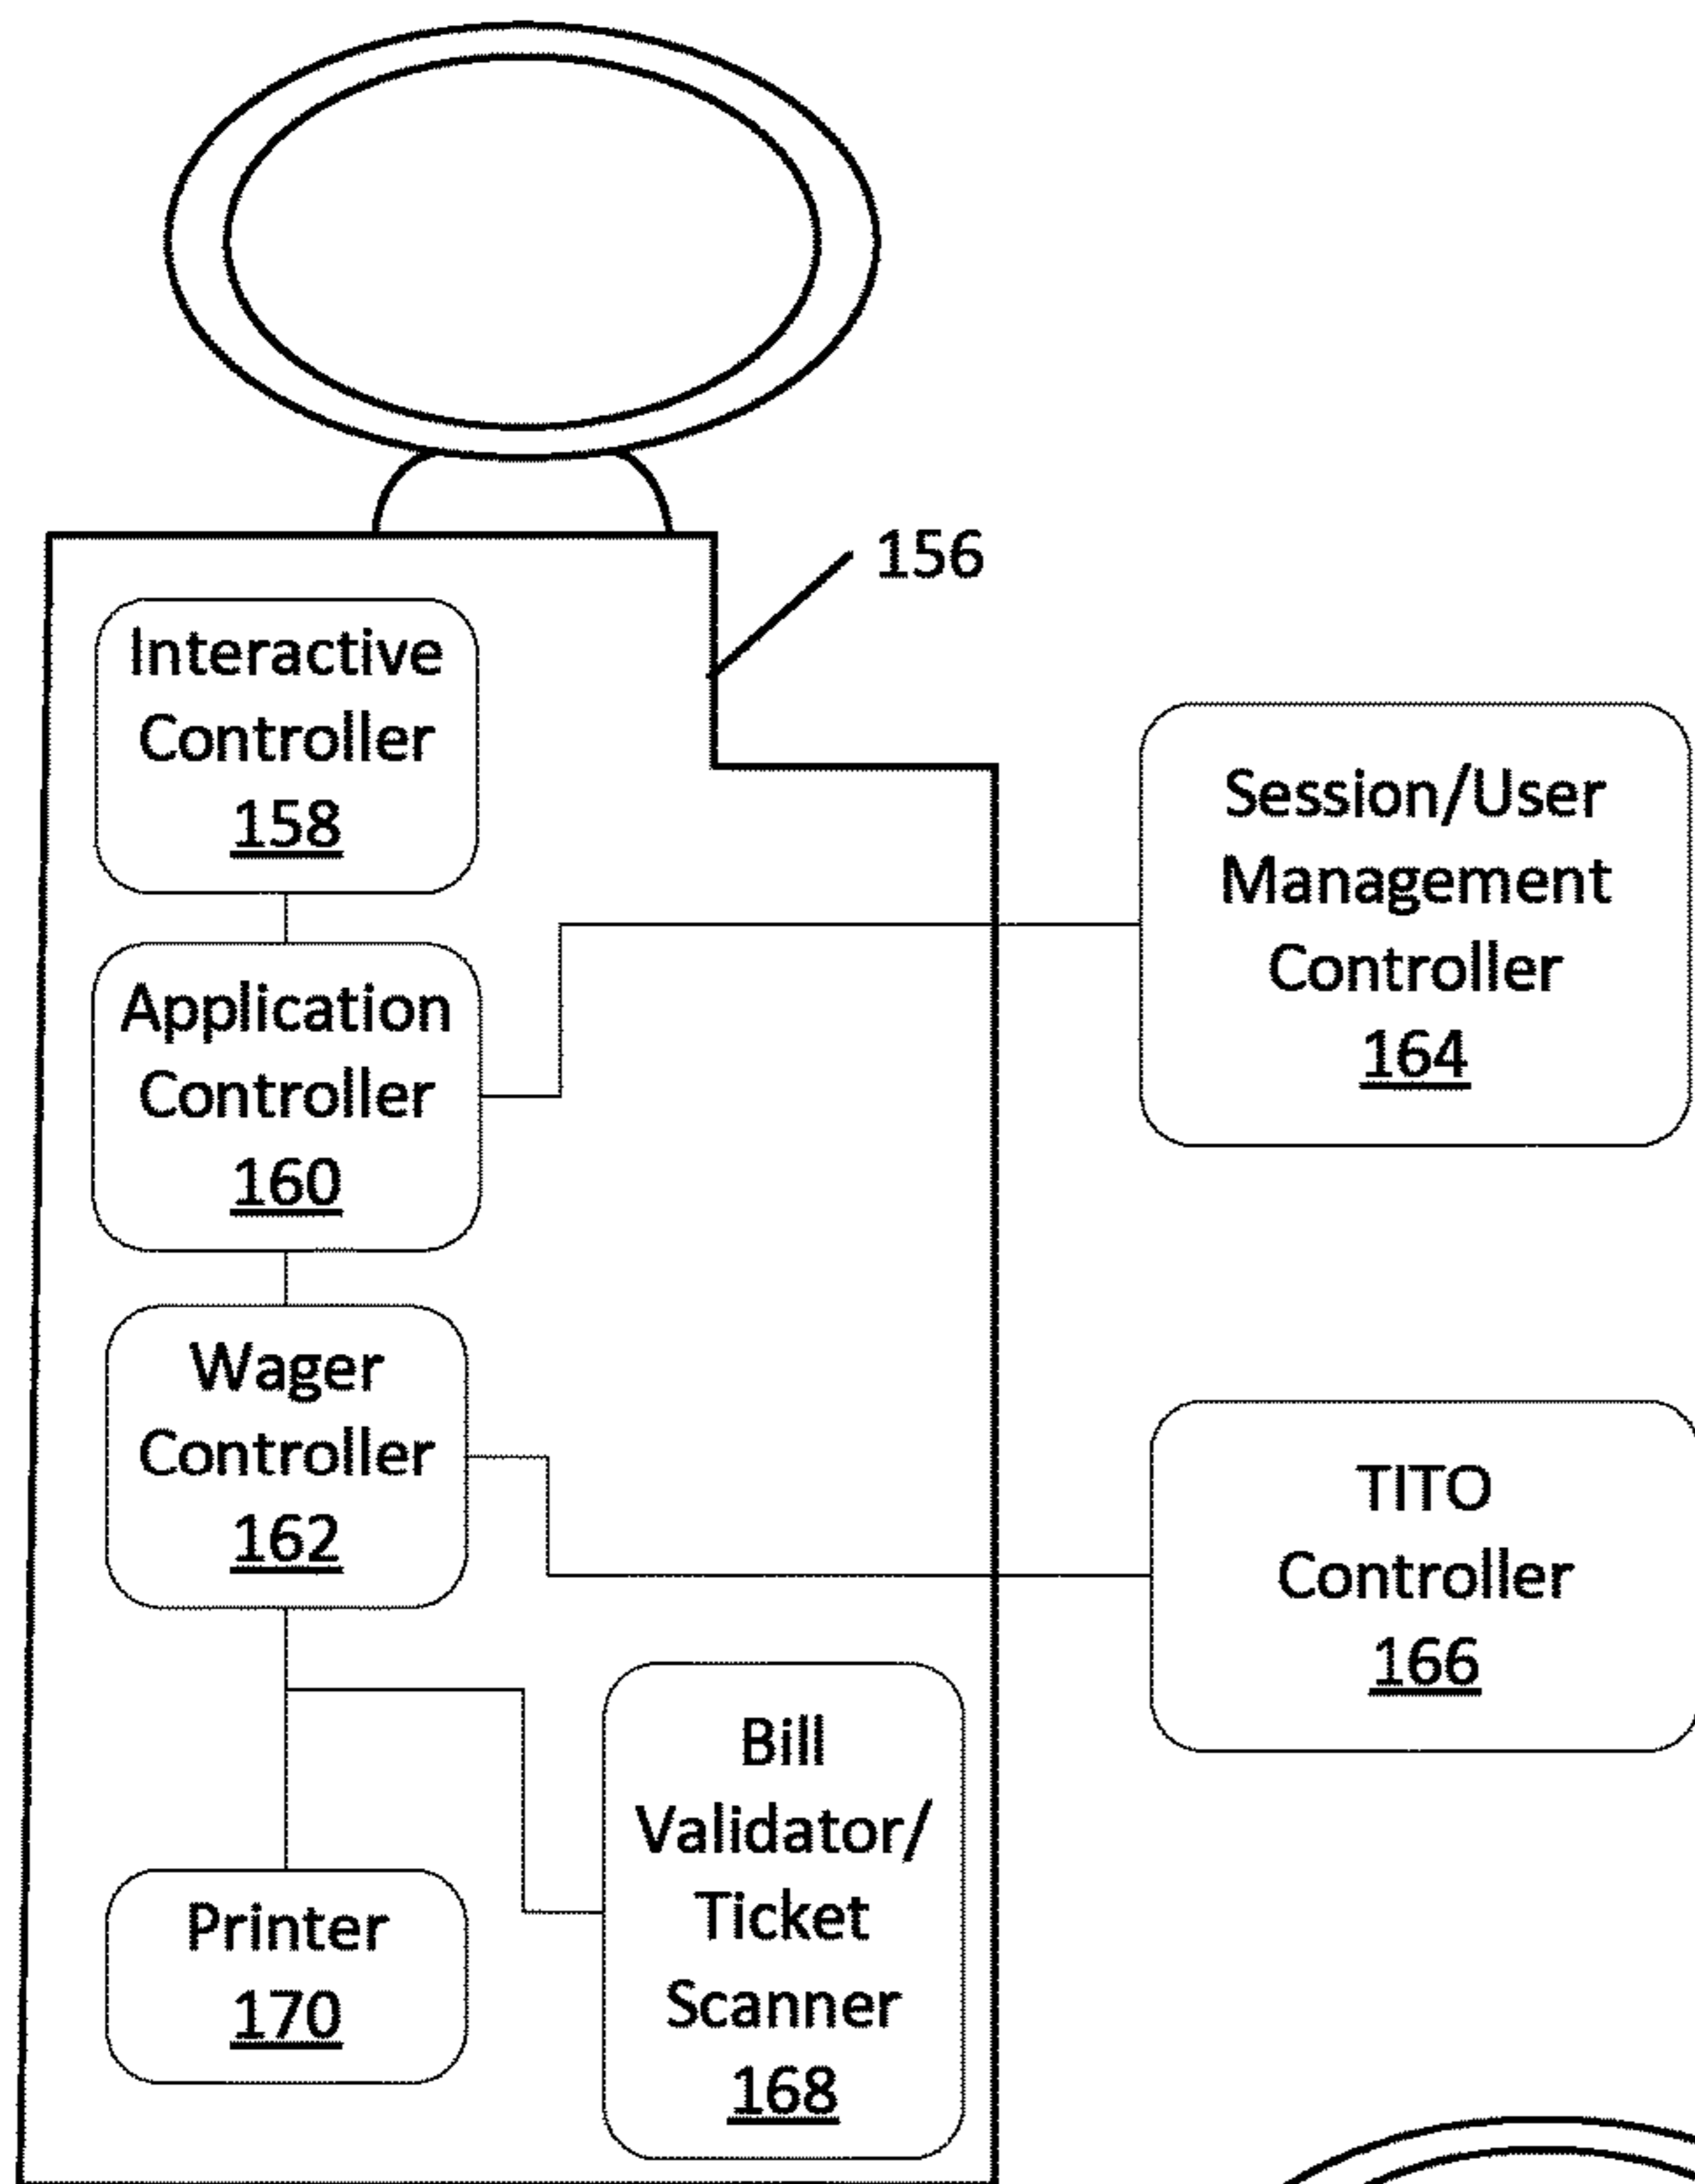 156
Interactive
Controller
158
Session/User
Management
Controller
164
Application
Controller
160
Wager
Controller
162
TITO
Controller
166
Bill
Validator/
Ticket
Scanner
168
Printer
170